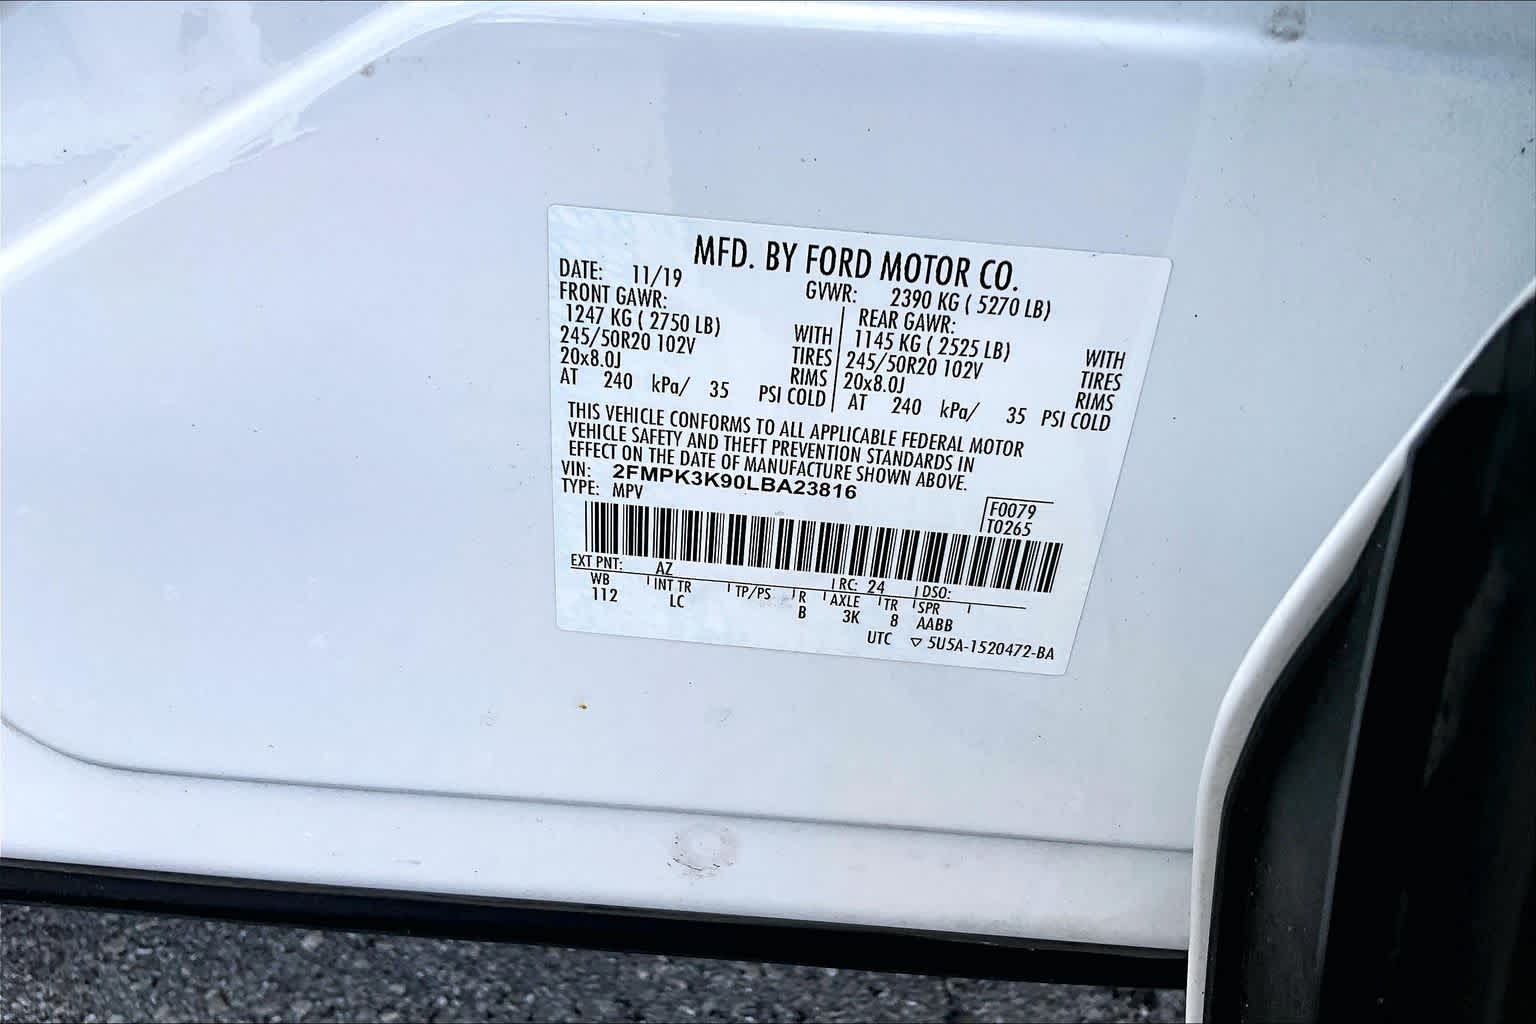 MFD. BY FORD MOTOR CO.
DATE: 11/19 GVWR: 2390 KG ( 5270 LB)
FRONT GAWR: REAR GAWR:
1247 KG ( 2750 LB) WITH 1145 KG ( 2525 LB) WITH
245/50R20 102V TIRES 245/50R20 102V TIRES
20x8.0J RIMS 20x8.0J RIMS
AT 240 kPa/ 35 PSI COLD AT 240 kPa/ 35 PSI COLD
THIS VEHICLE CONFORMS TO ALL APPLICABLE FEDERAL MOTOR
VEHICLE SAFETY AND THEFT PREVENTION STANDARDS IN
EFFECT ON THE DATE OF MANUFACTURE SHOWN ABOVE.
VIN: 2FMPK3K90LBA23816
TYPE: MPV
F0079
T0265
EXT PNT: AZ RC: 24 DSO:
WB INT TR TP/PS R AXLE TR SPR
112 LC B 3K 8 AABB
UTC ▽ 5U5A-1520472-BA